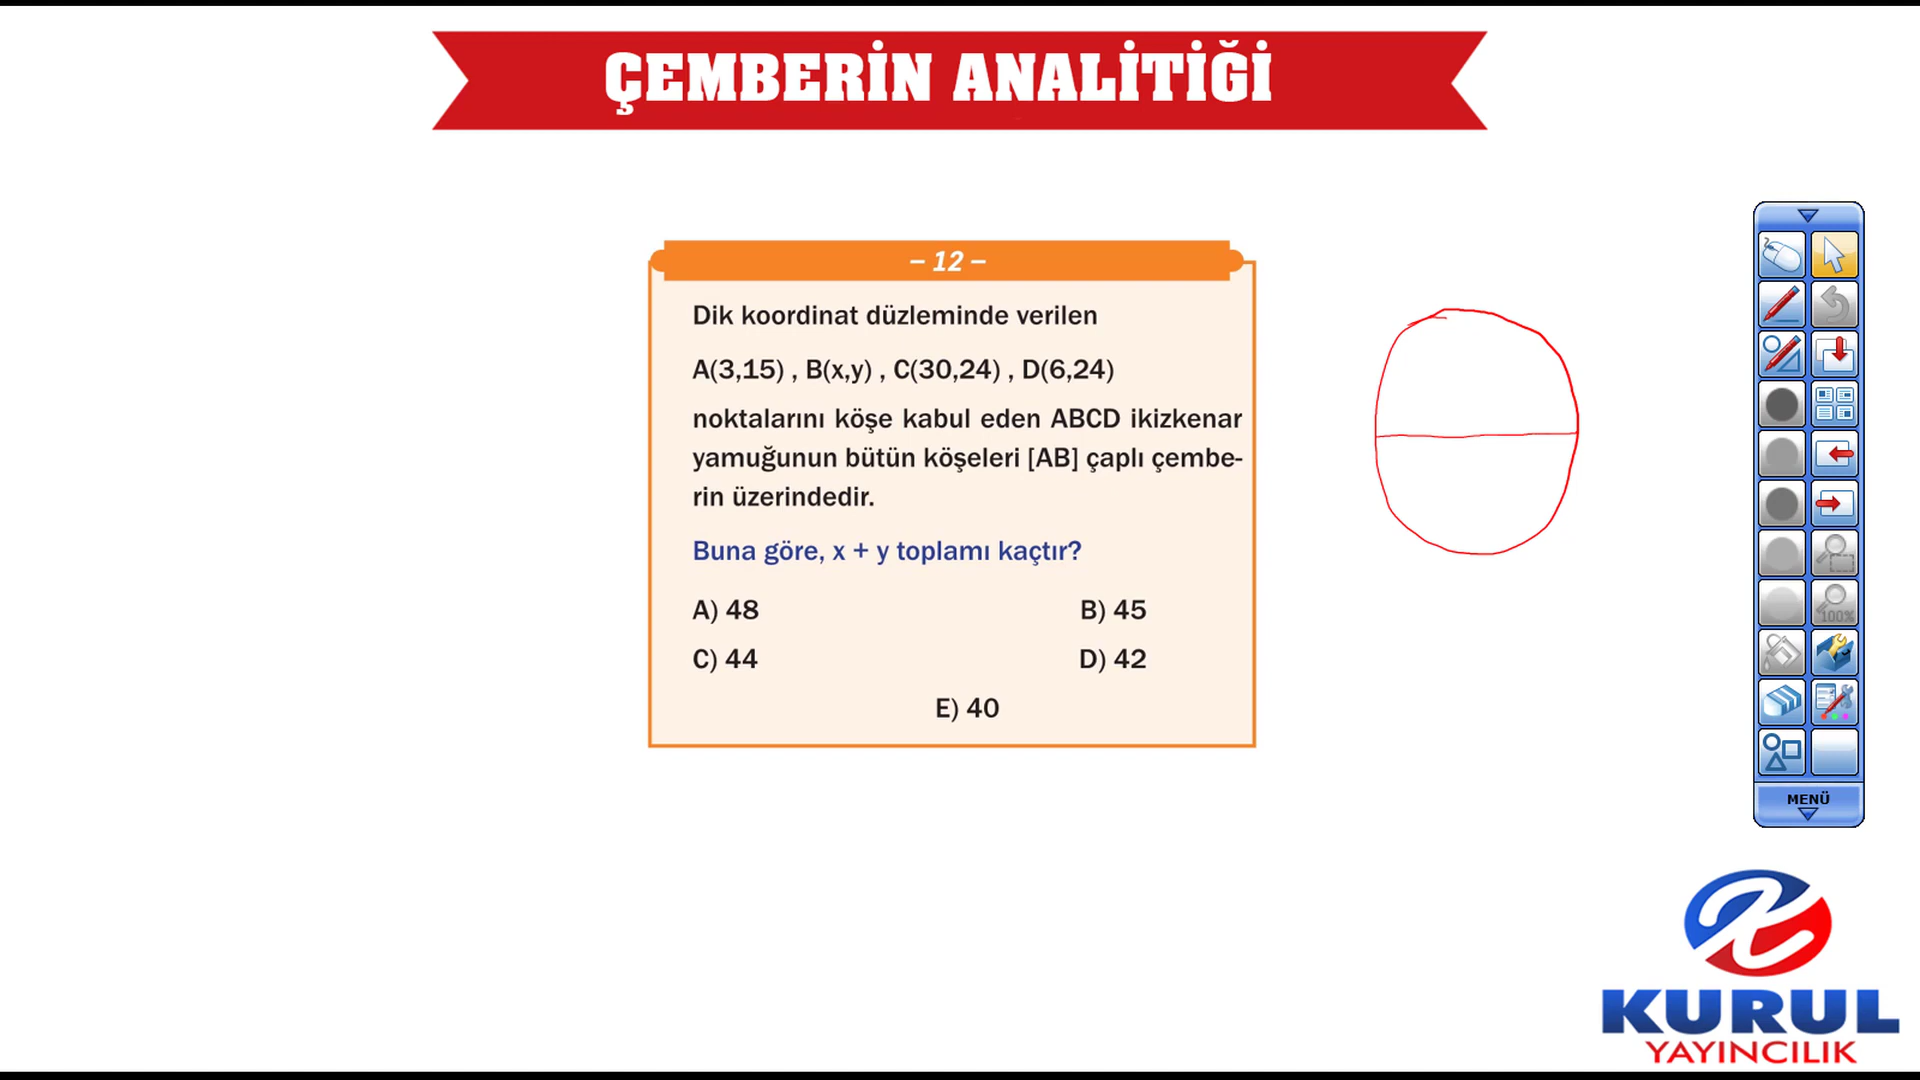 ÇEMBERİN ANALİTİĞİ
– 12 –
Dik koordinat düzleminde verilen
A(3,15) , B(x,y) , C(30,24) , D(6,24)
noktalarını köşe kabul eden ABCD ikizkenar
yamuğunun bütün köşeleri [AB] çaplı çembe-
rin üzerindedir.
Buna göre, x + y toplamı kaçtır?
A) 48
B) 45
C) 44
D) 42
E) 40
100%
MENÜ
KURUL
YAYINCILIK